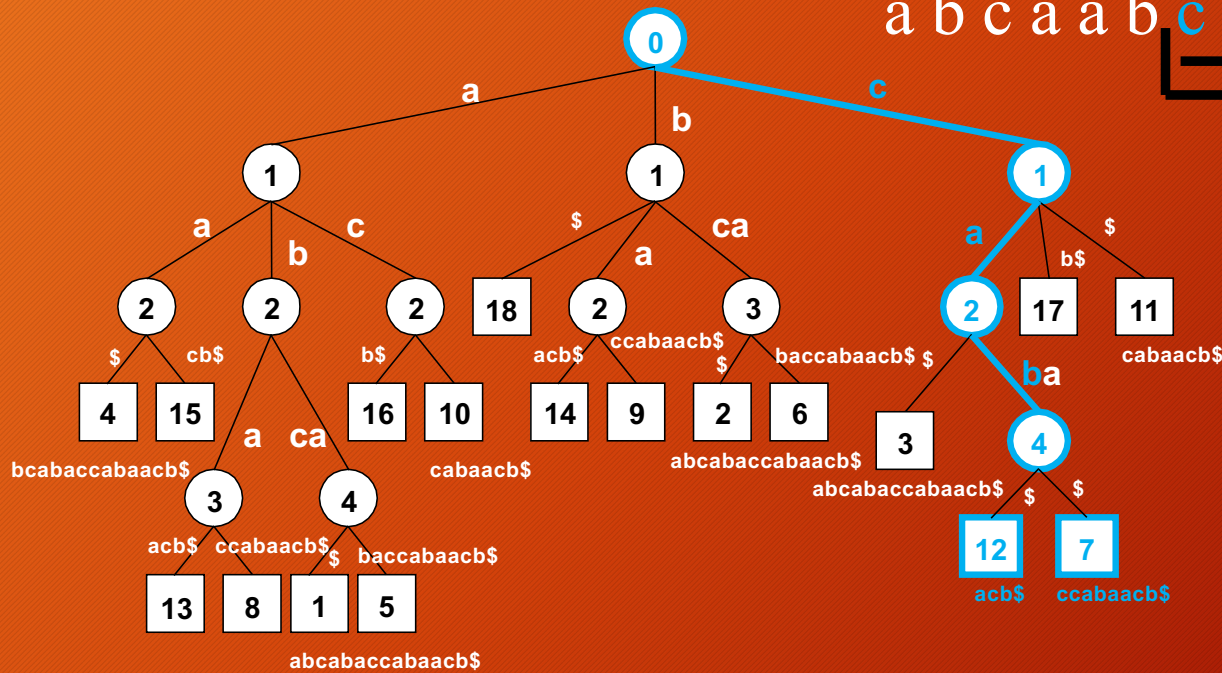 a b c a a b c
0
a
b
c
1
1
1
a
b
c
$
a
ca
a
b$
$
2
2
2
18
2
3
2
17
11
$
cb$
b$
acb$
ccabaacb$
$
baccabaacb$
$
ba
cabaacb$
4
15
16
10
14
9
2
6
3
4
a
ca
bcabaccabaacb$
cabaacb$
abcabaccabaacb$
abcabaccabaacb$
3
4
$
$
acb$
ccabaacb$
$
baccabaacb$
12
7
13
8
1
5
acb$
ccabaacb$
abcabaccabaacb$